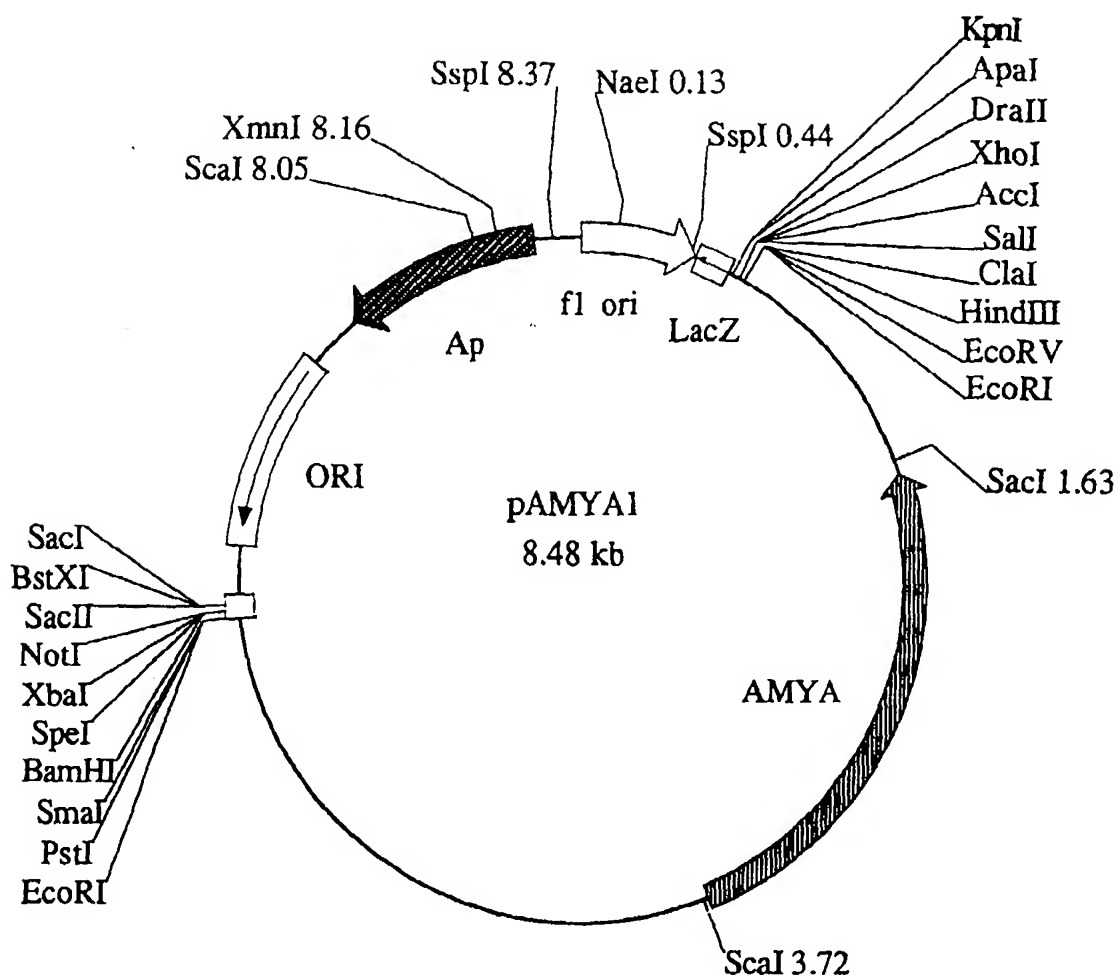 SspI 8.37
NaeI 0.13
XmnI 8.16
ScaI 8.05
SspI 0.44
KpnI
ApaI
DraII
XhoI
AccI
SalI
ClaI
HindIII
EcoRV
EcoRI
f1 ori
LacZ
Ap
ORI
SacI 1.63
pAMYA1
8.48 kb
AMYA
SacI
BstXI
SacII
NotI
XbaI
SpeI
BamHI
SmaI
PstI
EcoRI
ScaI 3.72